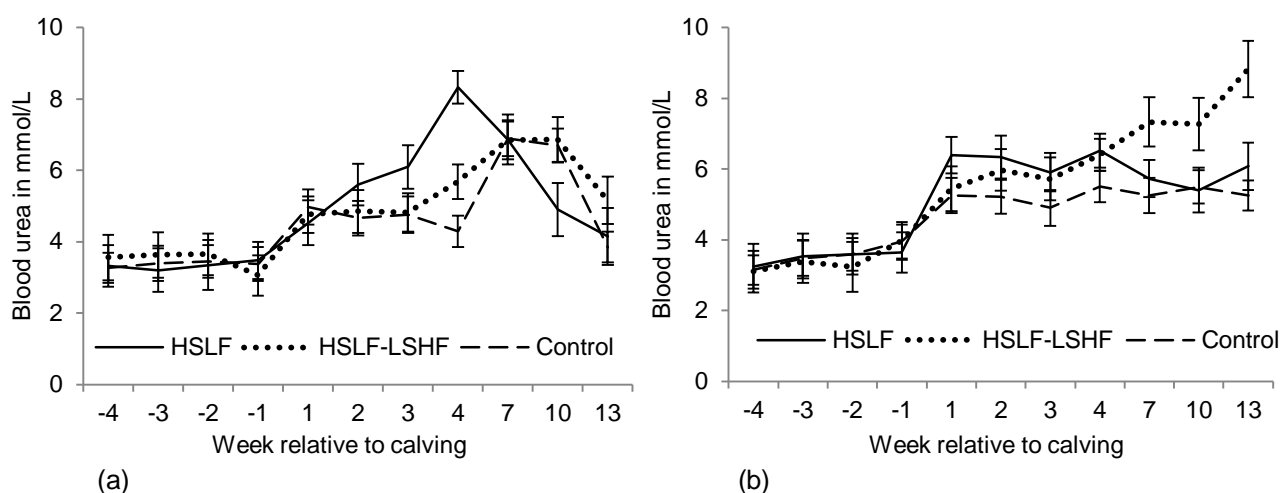 Blood urea in mmol/L
10
8
6
4
2
0
HSLF HSLF-LSHF Control
-4 -3 -2 -1 1 2 3 4 7 10 13
Week relative to calving
(a)
Blood urea in mmol/L
10
8
6
4
2
0
HSLF HSLF-LSHF Control
-4 -3 -2 -1 1 2 3 4 7 10 13
Week relative to calving
(b)